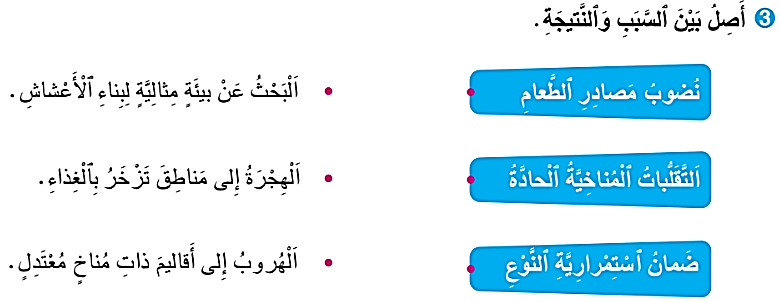 3 أَصِلُ بَيْنَ ٱلسَّبَبِ وَٱلنَّتيجَةِ.
نُضوبُ مَصادِرِ ٱلطَّعامِ
اَلْبَحْثُ عَنْ بيئَةٍ مِثالِيَّةٍ لِبِناءِ ٱلْأَعْشاشِ.
اَلتَّقَلُّباتُ ٱلْمُناخِيَّةُ ٱلْحادَّةُ
اَلْهِجْرَةُ إِلى مَناطِقَ تَزْخَرُ بِٱلْغِذاءِ.
ضَمانُ ٱسْتِمْرارِيَّةِ ٱلنَّوْعِ
اَلْهُروبُ إِلى أَقاليمَ ذاتِ مُناخٍ مُعْتَدِلٍ.